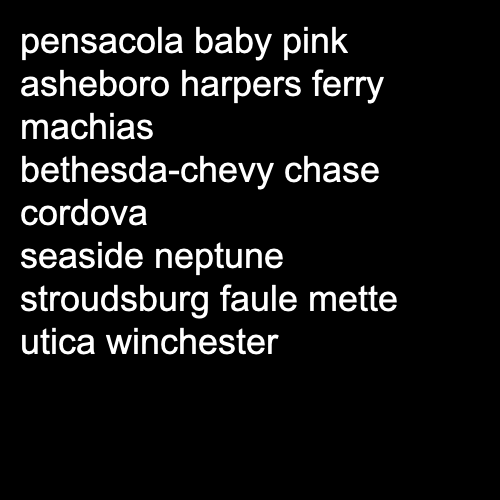 pensacola baby pink
asheboro harpers ferry
machias
bethesda-chevy chase
cordova
seaside neptune
stroudsburg faule mette
utica winchester